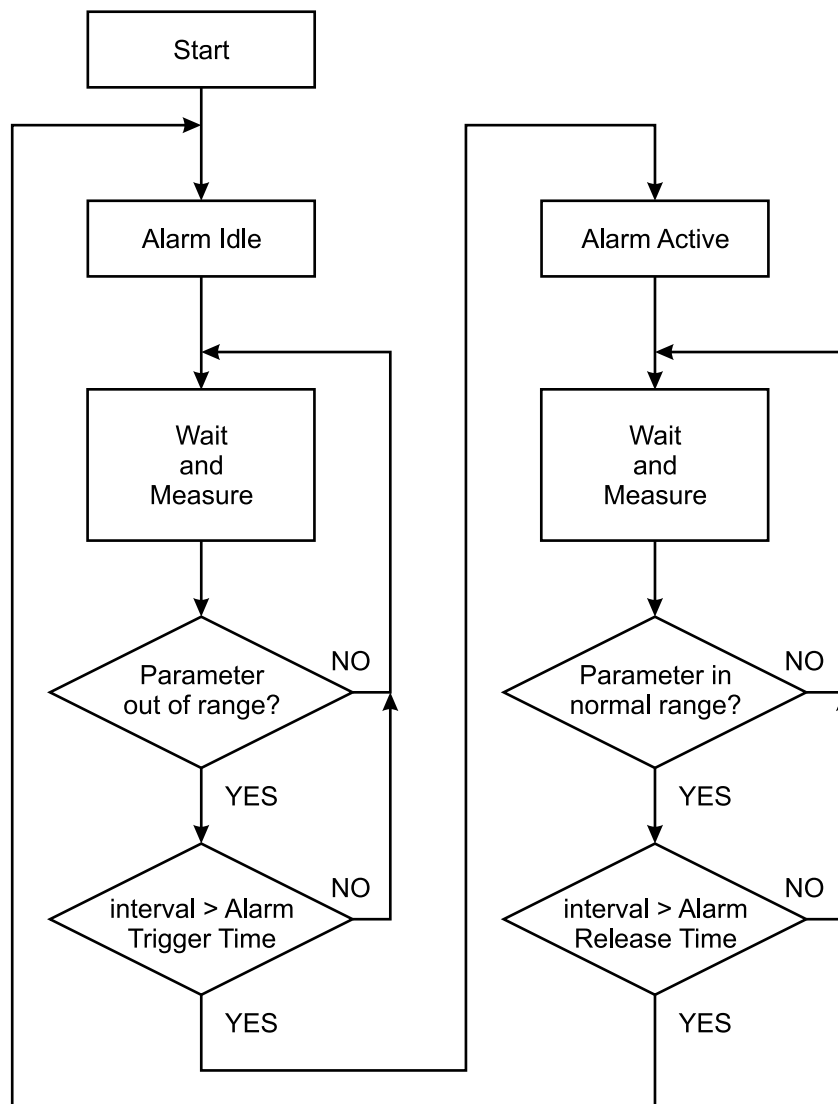 Start
Alarm Idle
Wait
and
Measure
Parameter
out of range?
NO
YES
interval > Alarm
Trigger Time
NO
YES
Alarm Active
Wait
and
Measure
Parameter in
normal range?
NO
YES
interval > Alarm
Release Time
NO
YES